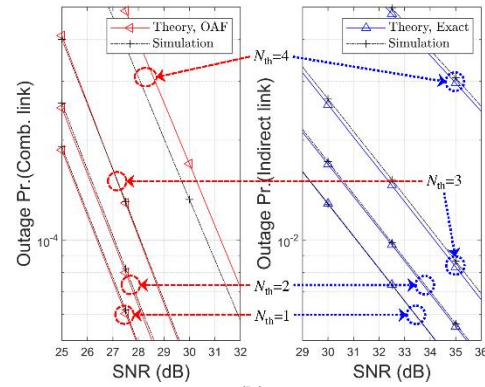 Theory, OAF
Simulation
Theory, Exact
Simulation
N_th=4
N_th=3
N_th=2
N_th=1
Outage Pr.(Comb. link)
10^-4
25 26 27 28 29 30 31 32
SNR (dB)
Outage Pr.(Indirect link)
10^-2
29 30 31 32 33 34 35 36
SNR (dB)